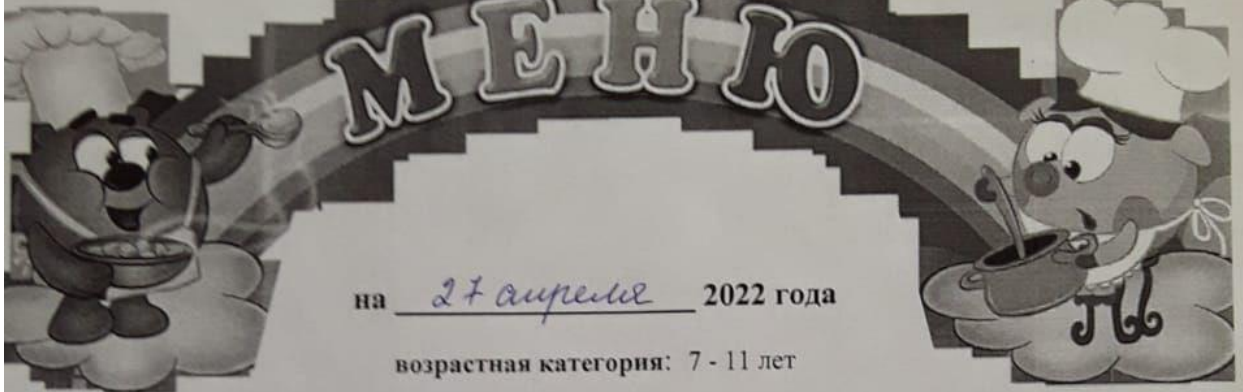 МЕНЮ
на 27 апреля 2022 года
возрастная категория: 7 - 11 лет